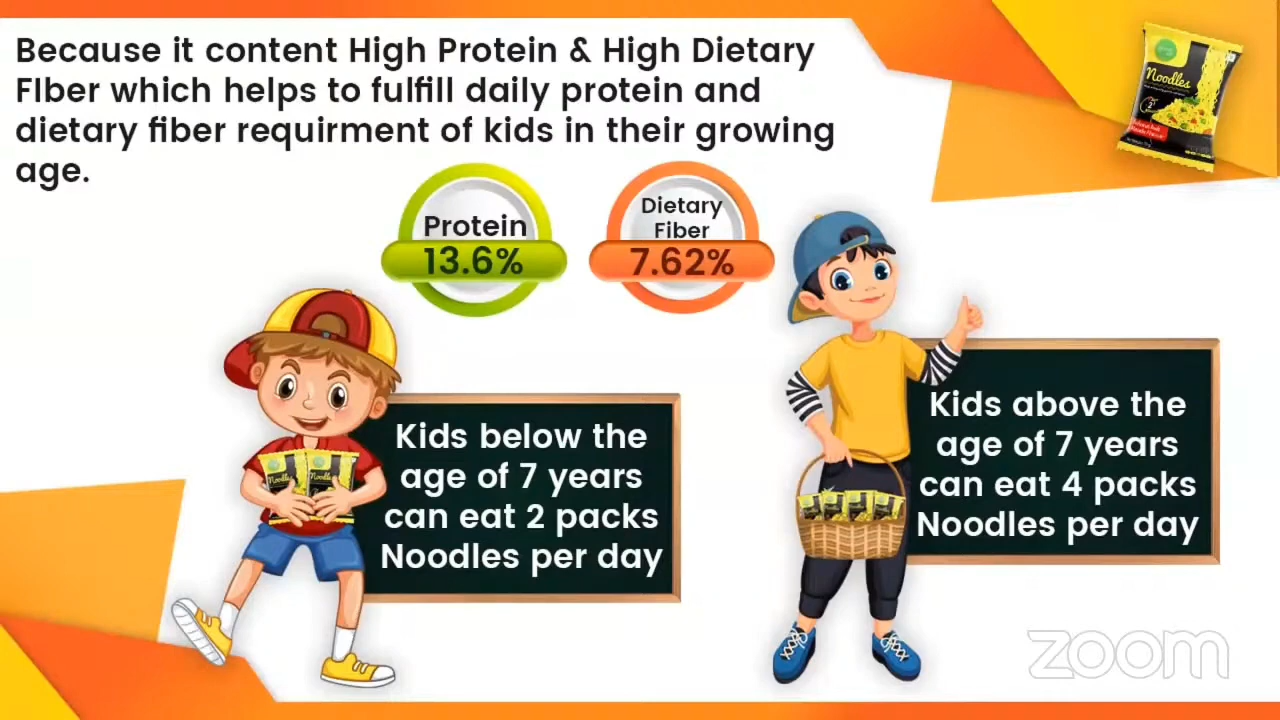 Because it content High Protein & High Dietary
FIber which helps to fulfill daily protein and
dietary fiber requirment of kids in their growing
age.
Noodles
Protein
13.6%
Dietary
Fiber
7.62%
Kids below the
age of 7 years
can eat 2 packs
Noodles per day
Kids above the
age of 7 years
can eat 4 packs
Noodles per day
Noodles
Noodles
zoom